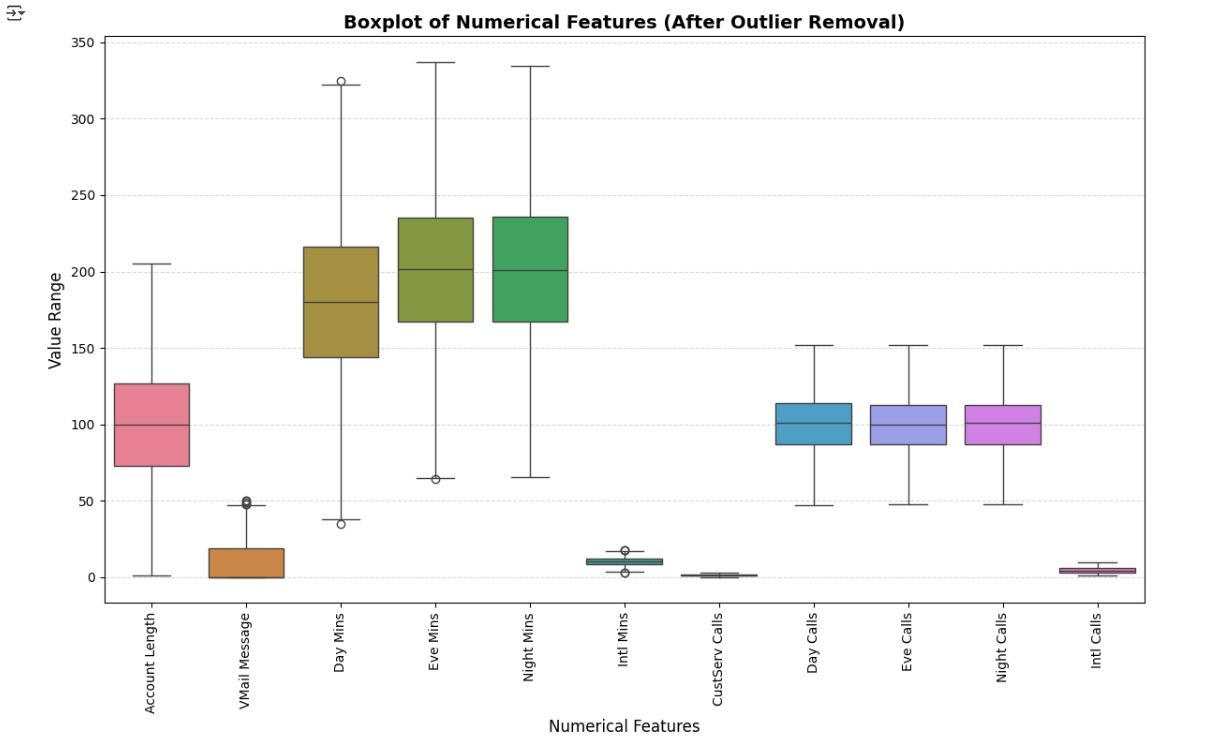 Boxplot of Numerical Features (After Outlier Removal)
350
300
250
200
150
100
50
0
Value Range
Account Length
VMail Message
Day Mins
Eve Mins
Night Mins
Intl Mins
CustServ Calls
Day Calls
Eve Calls
Night Calls
Intl Calls
Numerical Features